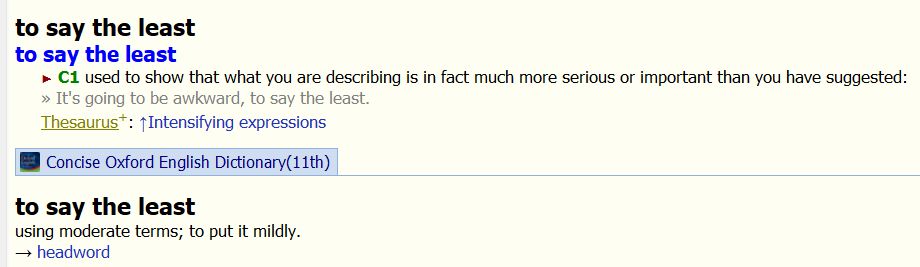 to say the least
to say the least
► C1 used to show that what you are describing is in fact much more serious or important than you have suggested:
» It's going to be awkward, to say the least.
Thesaurus+: ↑Intensifying expressions
Concise Oxford English Dictionary(11th)
to say the least
using moderate terms; to put it mildly.
→ headword